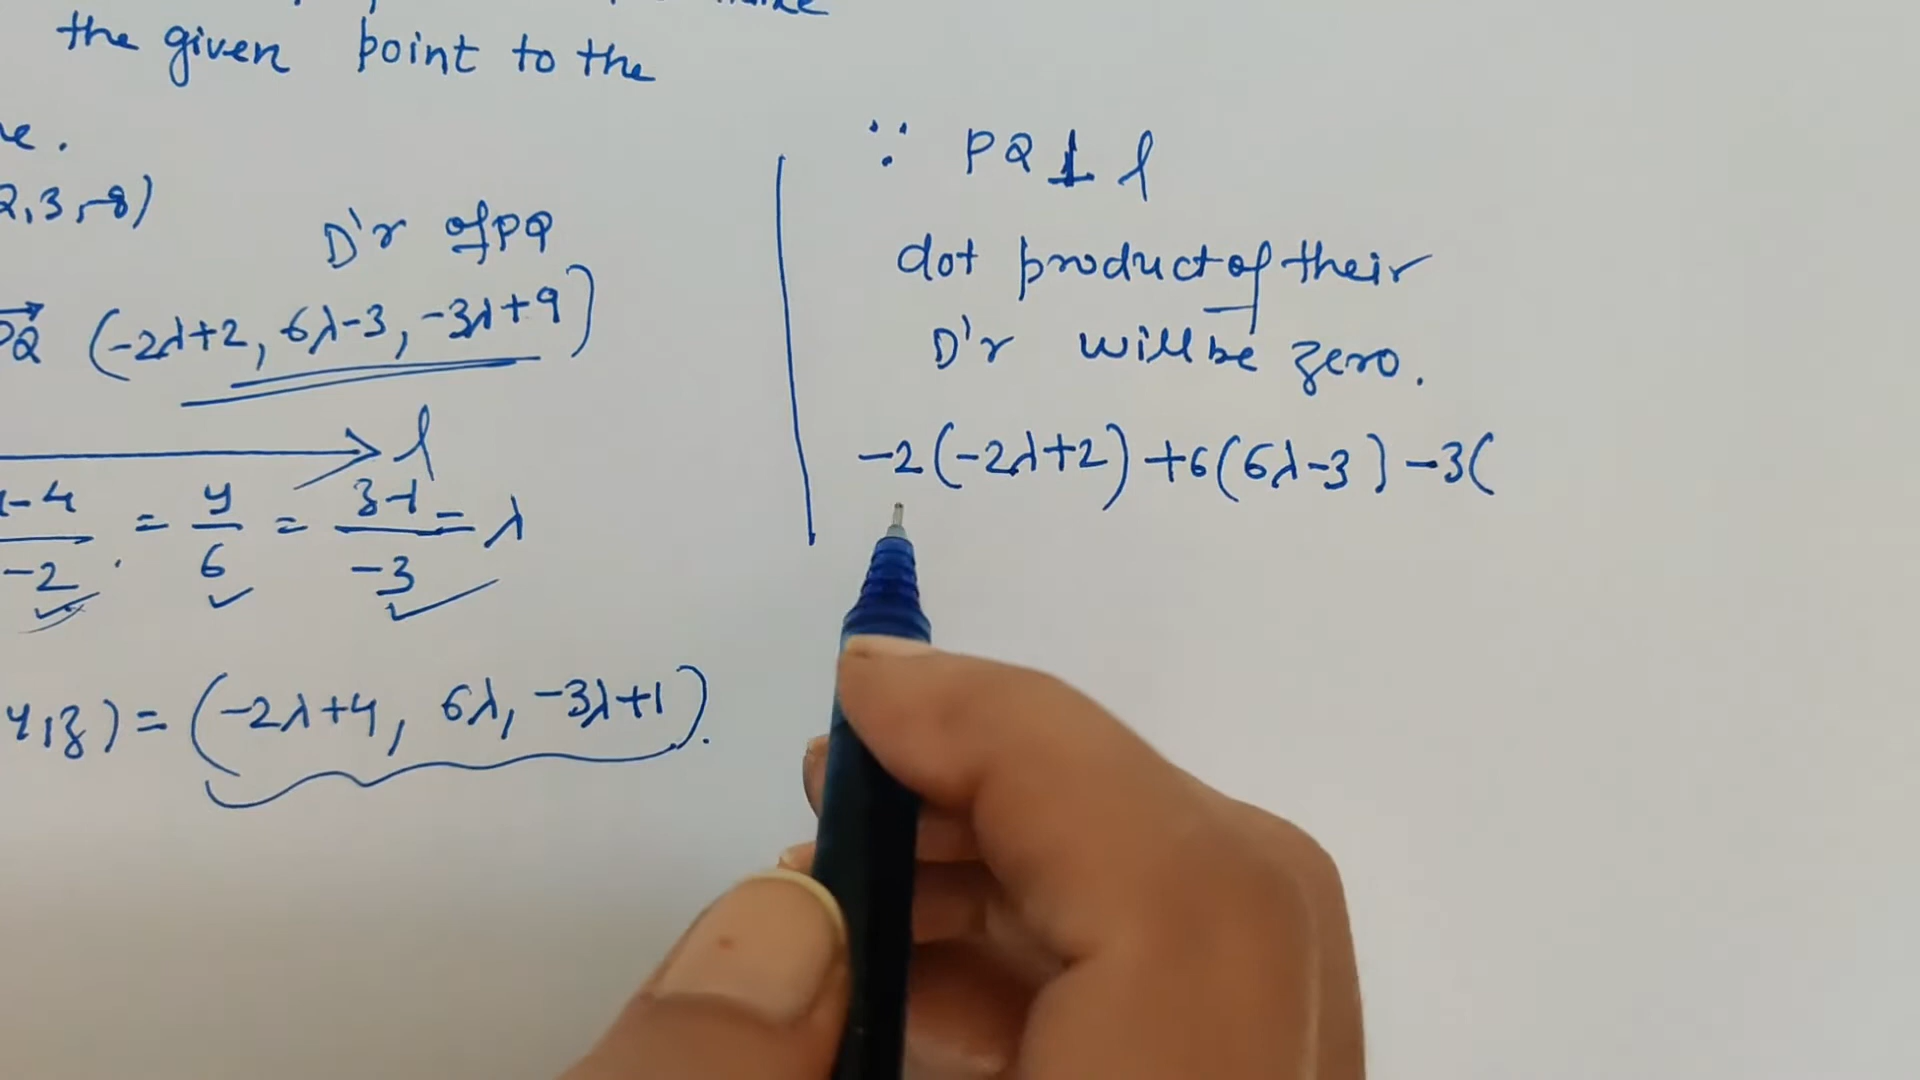 the given point to the
2,3,-8)
D'r of PQ
PQ (-2λ+2, 6λ-3, -3λ+9)
l
x-4/-2 = y/6 = z-1/-3 = λ
y,z) = (-2λ+4, 6λ, -3λ+1).
∵ PQ ⊥ l
dot product of their
D'r will be zero.
-2(-2λ+2) +6(6λ-3) -3(